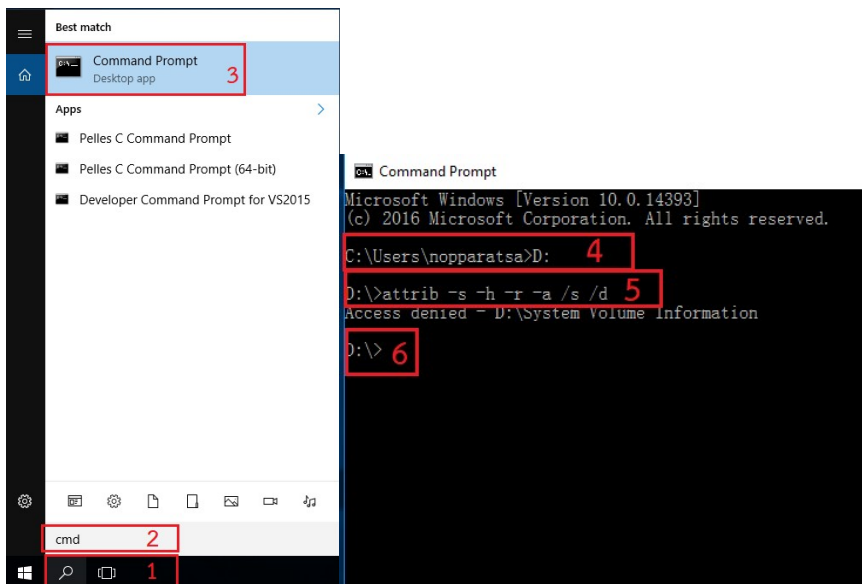 Best match
Command Prompt
Desktop app
3
Apps
Pelles C Command Prompt
Pelles C Command Prompt (64-bit)
Developer Command Prompt for VS2015
cmd
2
1
Command Prompt
Microsoft Windows [Version 10.0.14393]
(c) 2016 Microsoft Corporation. All rights reserved.
C:\Users\nopparatsa>D:
4
D:\>attrib -s -h -r -a /s /d
5
Access denied - D:\System Volume Information
D:\>
6